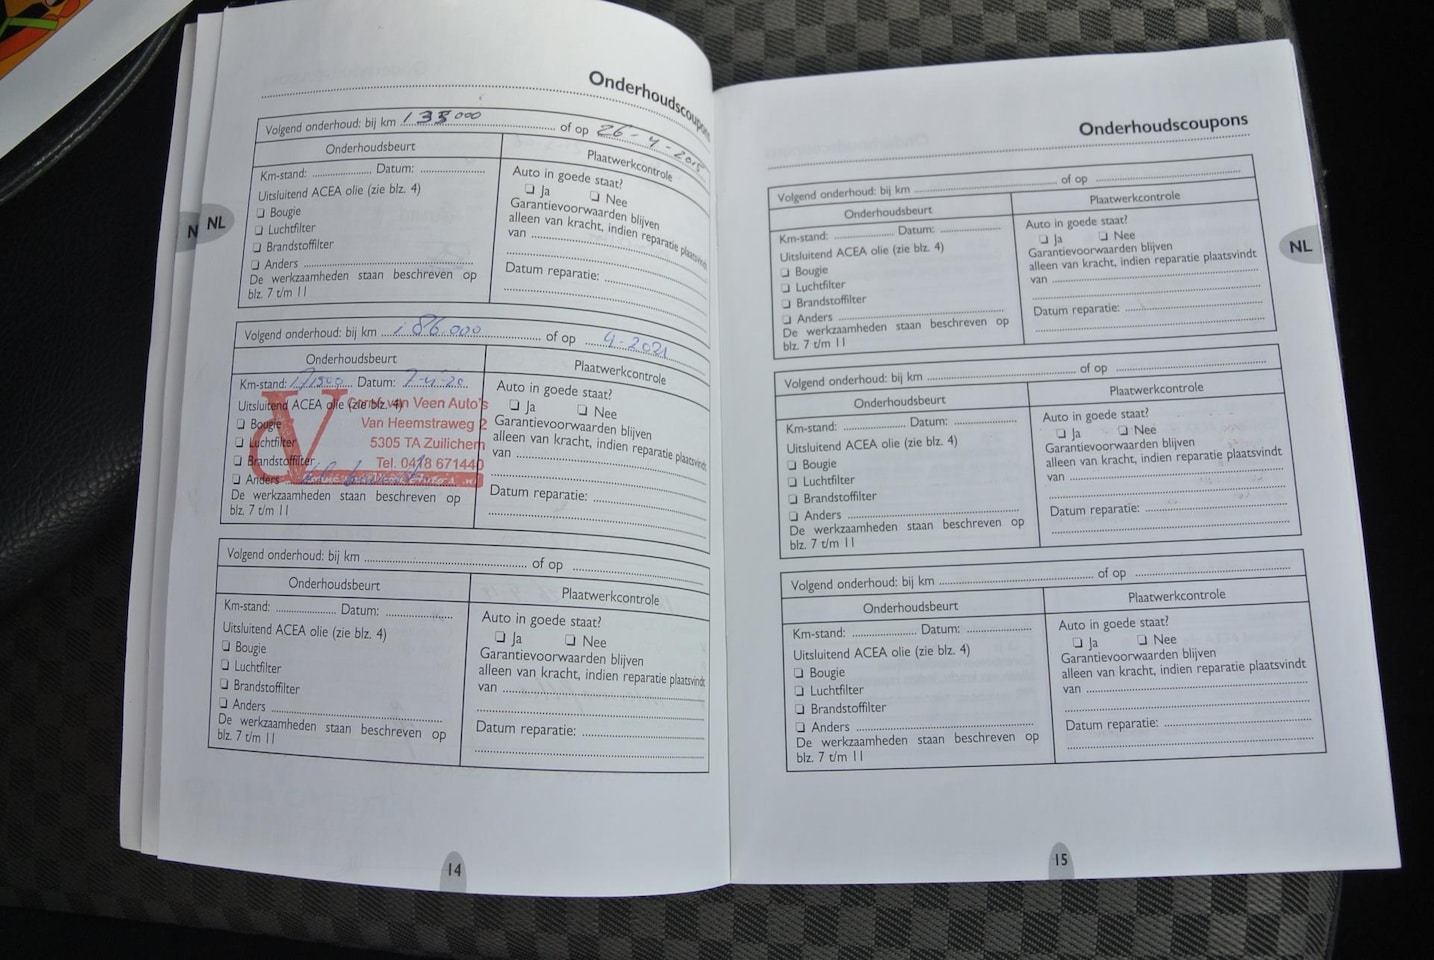 Onderhoudscoupons
Volgend onderhoud: bij km 135000 of op 26-4-2015
Onderhoudsbeurt
Plaatwerkcontrole
Km-stand: Datum:
Uitsluitend ACEA olie (zie blz. 4)
Bougie
Luchtfilter
Brandstoffilter
Anders
De werkzaamheden staan beschreven op
blz. 7 t/m 11
Auto in goede staat?
Ja Nee
Garantievoorwaarden blijven
alleen van kracht, indien reparatie plaatsvindt
van
Datum reparatie:
NL
N
Volgend onderhoud: bij km 186.000 of op 4-2021
Onderhoudsbeurt
Plaatwerkcontrole
Km-stand: Datum: 7-4-20
Uitsluitend ACEA olie (zie blz. 4)
Bougie
Luchtfilter
Brandstoffilter
Anders
De werkzaamheden staan beschreven op
blz. 7 t/m 11
van Veen Auto's
Van Heemstraweg 2
5305 TA Zuilichem
Tel. 0418 671440
Auto in goede staat?
Ja Nee
Garantievoorwaarden blijven
alleen van kracht, indien reparatie plaatsvindt
van
Datum reparatie:
Volgend onderhoud: bij km of op
Onderhoudsbeurt
Plaatwerkcontrole
Km-stand: Datum:
Uitsluitend ACEA olie (zie blz. 4)
Bougie
Luchtfilter
Brandstoffilter
Anders
De werkzaamheden staan beschreven op
blz. 7 t/m 11
Auto in goede staat?
Ja Nee
Garantievoorwaarden blijven
alleen van kracht, indien reparatie plaatsvindt
van
Datum reparatie:
14
Onderhoudscoupons
Volgend onderhoud: bij km of op
Onderhoudsbeurt
Plaatwerkcontrole
Km-stand: Datum:
Uitsluitend ACEA olie (zie blz. 4)
Bougie
Luchtfilter
Brandstoffilter
Anders
De werkzaamheden staan beschreven op
blz. 7 t/m 11
Auto in goede staat?
Ja Nee
Garantievoorwaarden blijven
alleen van kracht, indien reparatie plaatsvindt
van
Datum reparatie:
NL
Volgend onderhoud: bij km of op
Onderhoudsbeurt
Plaatwerkcontrole
Km-stand: Datum:
Uitsluitend ACEA olie (zie blz. 4)
Bougie
Luchtfilter
Brandstoffilter
Anders
De werkzaamheden staan beschreven op
blz. 7 t/m 11
Auto in goede staat?
Ja Nee
Garantievoorwaarden blijven
alleen van kracht, indien reparatie plaatsvindt
van
Datum reparatie:
Volgend onderhoud: bij km of op
Onderhoudsbeurt
Plaatwerkcontrole
Km-stand: Datum:
Uitsluitend ACEA olie (zie blz. 4)
Bougie
Luchtfilter
Brandstoffilter
Anders
De werkzaamheden staan beschreven op
blz. 7 t/m 11
Auto in goede staat?
Ja Nee
Garantievoorwaarden blijven
alleen van kracht, indien reparatie plaatsvindt
van
Datum reparatie:
15